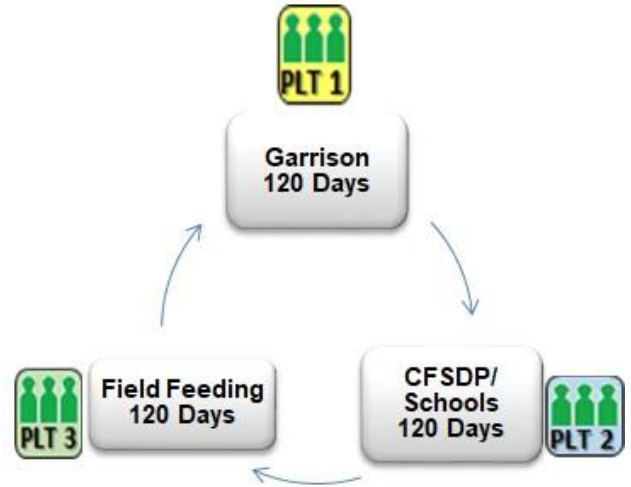 PLT 1
Garrison
120 Days
Field Feeding
120 Days
PLT 3
CFSDP/
Schools
120 Days
PLT 2